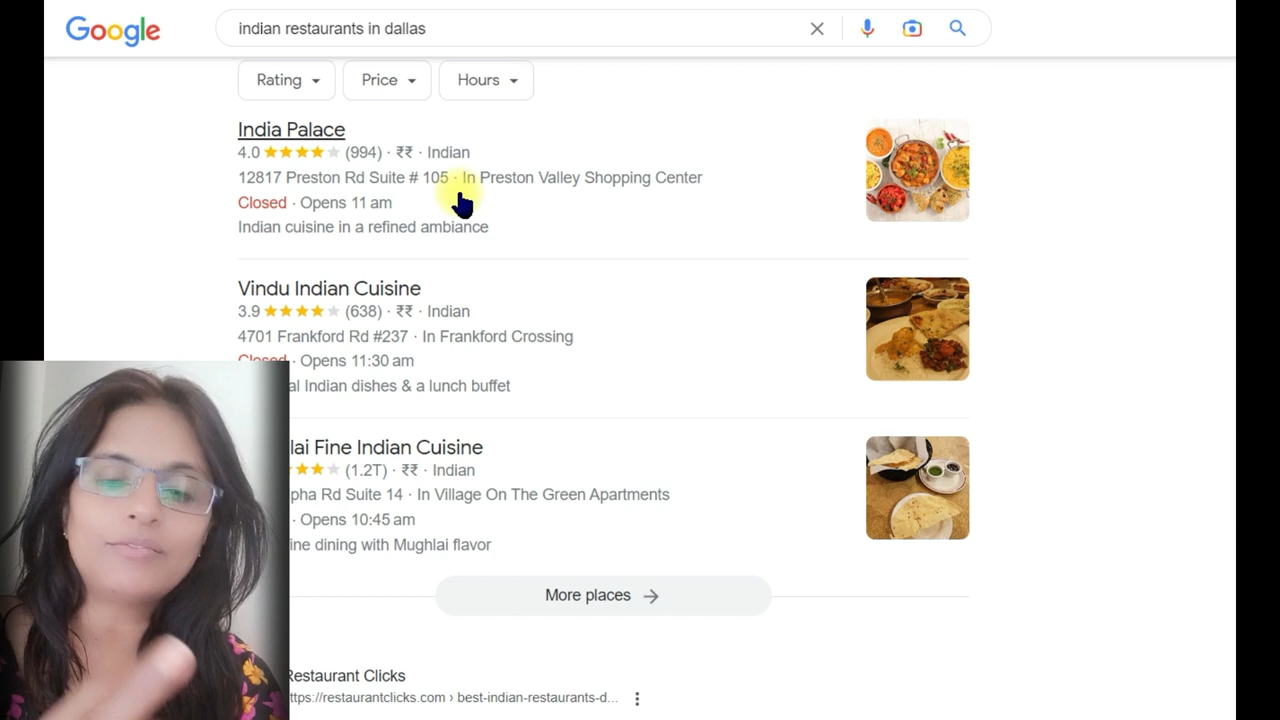 Google
indian restaurants in dallas
Rating Price Hours
India Palace
4.0 (994) · ₹₹ · Indian
12817 Preston Rd Suite # 105 · In Preston Valley Shopping Center
Closed · Opens 11 am
Indian cuisine in a refined ambiance
Vindu Indian Cuisine
3.9 (638) · ₹₹ · Indian
4701 Frankford Rd #237 · In Frankford Crossing
Closed · Opens 11:30 am
Indian dishes & a lunch buffet
Fine Indian Cuisine
(1.2T) · ₹₹ · Indian
Rd Suite 14 · In Village On The Green Apartments
· Opens 10:45 am
dining with Mughlai flavor
More places
Restaurant Clicks
ttps://restaurantclicks.com › best-indian-restaurants-d...